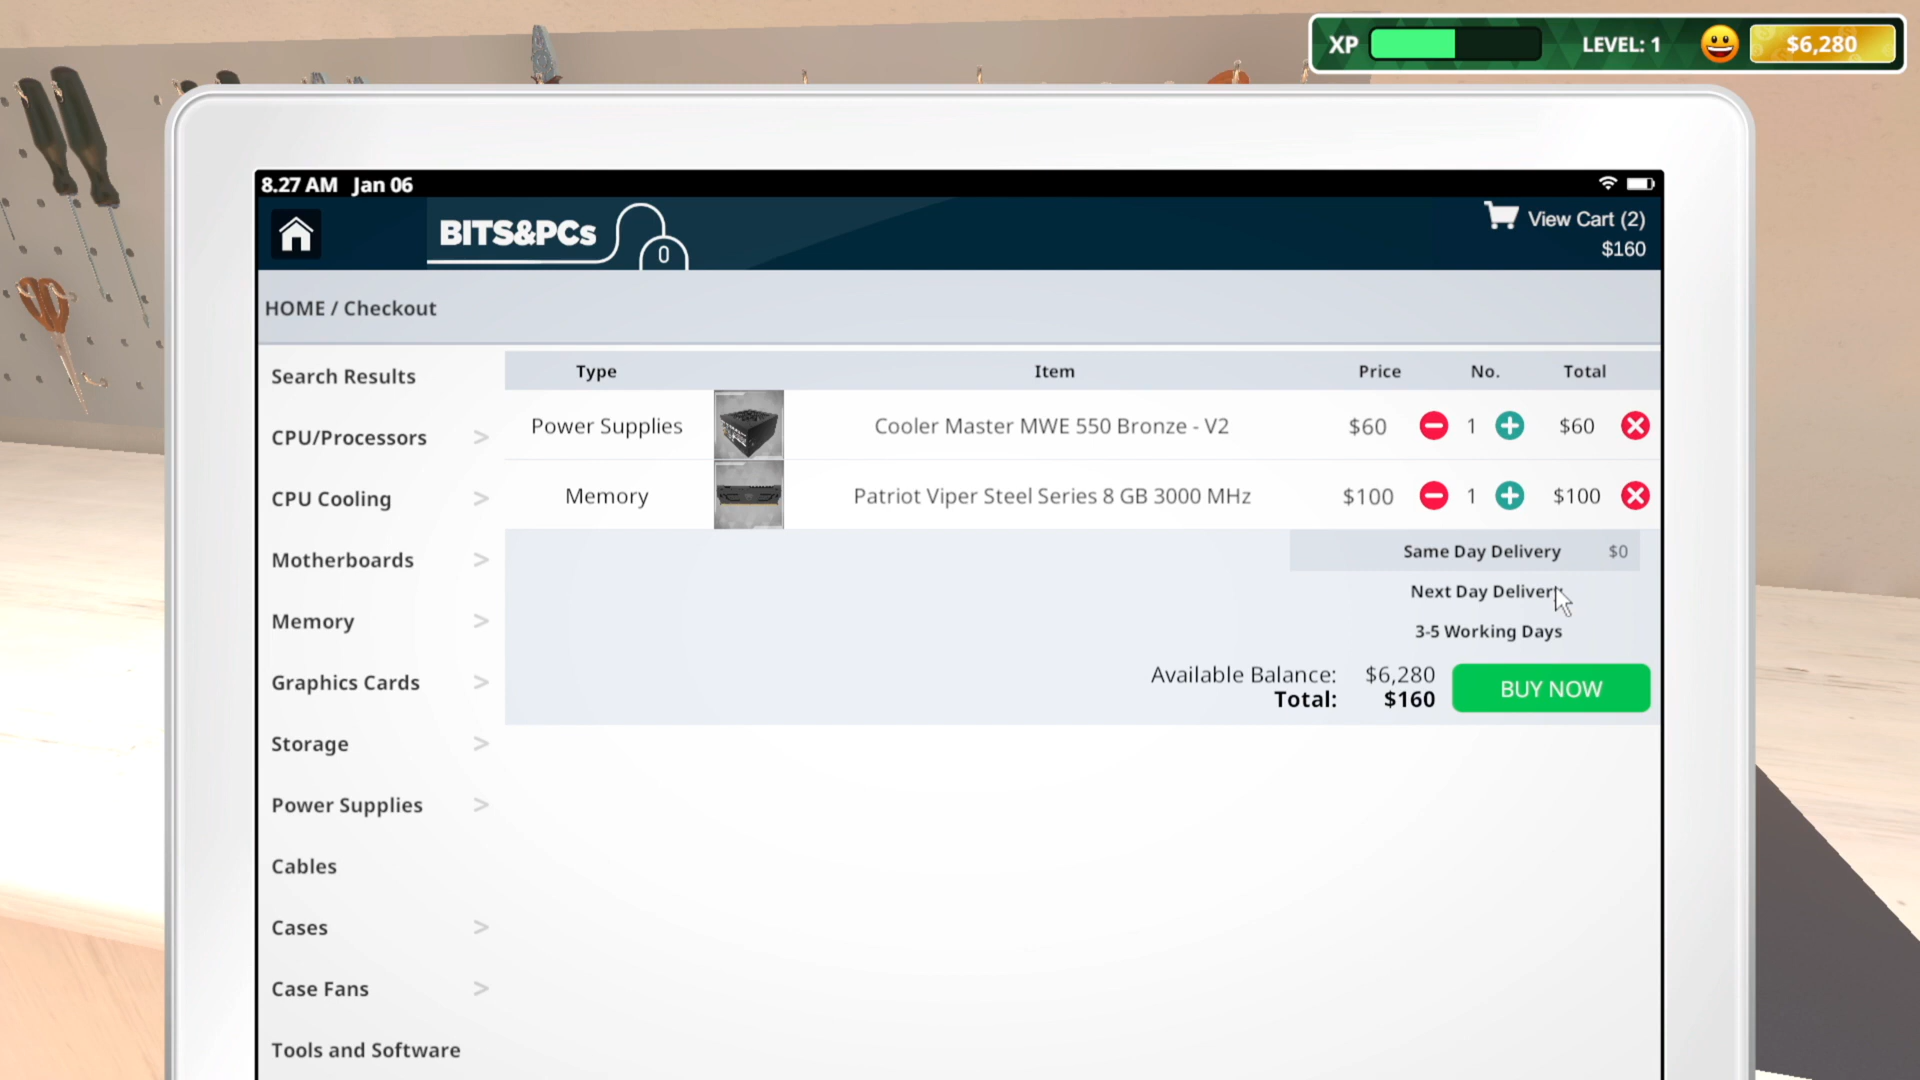 XP LEVEL: 1 $6,280
8.27 AM Jan 06
BITS&PCs
View Cart (2)
$160
HOME / Checkout
Search Results
CPU/Processors >
CPU Cooling >
Motherboards >
Memory >
Graphics Cards >
Storage >
Power Supplies >
Cables
Cases >
Case Fans >
Tools and Software
Type Item Price No. Total
Power Supplies Cooler Master MWE 550 Bronze - V2 $60 1 $60
Memory Patriot Viper Steel Series 8 GB 3000 MHz $100 1 $100
Same Day Delivery $0
Next Day Delivery
3-5 Working Days
Available Balance: $6,280
Total: $160
BUY NOW